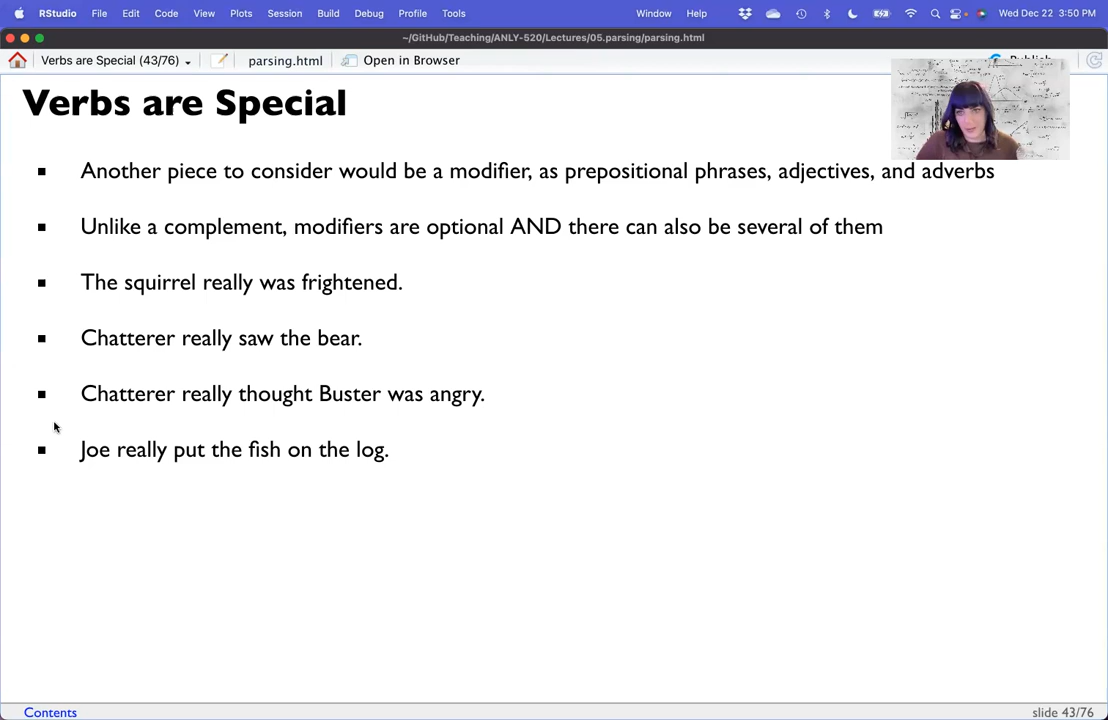 RStudio File Edit Code View Plots Session Build Debug Profile Tools Window Help Wed Dec 22 3:50 PM
~/GitHub/Teaching/ANLY-520/Lectures/05.parsing/parsing.html
Verbs are Special (43/76) parsing.html Open in Browser Publish
Verbs are Special
Another piece to consider would be a modifier, as prepositional phrases, adjectives, and adverbs
Unlike a complement, modifiers are optional AND there can also be several of them
The squirrel really was frightened.
Chatterer really saw the bear.
Chatterer really thought Buster was angry.
Joe really put the fish on the log.
Contents slide 43/76